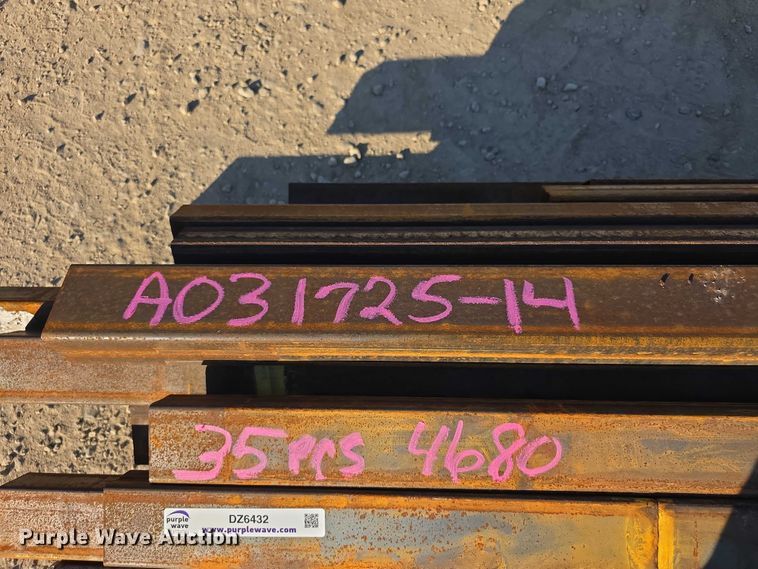 A031725-14
35 pcs 4680
purple wave
DZ6432
www.purplewave.com
Purple Wave Auction